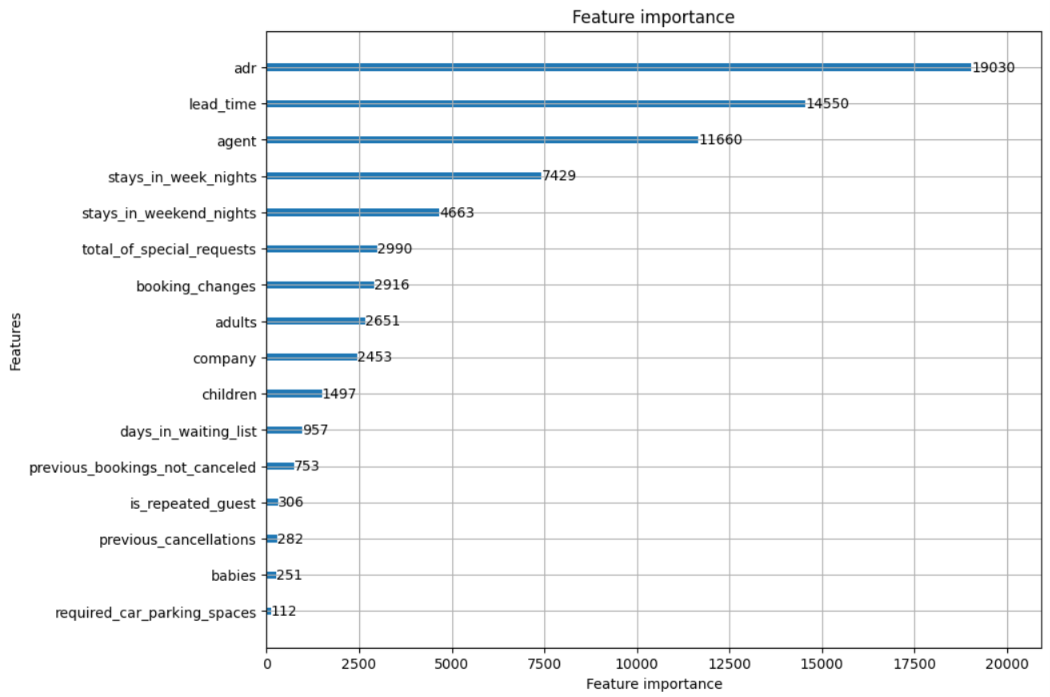 Feature importance
adr 19030
lead_time 14550
agent 11660
stays_in_week_nights 7429
stays_in_weekend_nights 4663
total_of_special_requests 2990
booking_changes 2916
adults 2651
company 2453
children 1497
days_in_waiting_list 957
previous_bookings_not_canceled 753
is_repeated_guest 306
previous_cancellations 282
babies 251
required_car_parking_spaces 112
Features
0 2500 5000 7500 10000 12500 15000 17500 20000
Feature importance